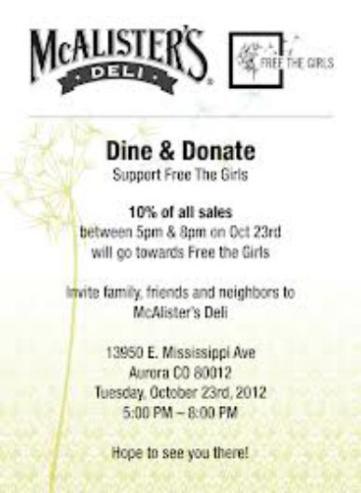 McALISTER'S
DELI
FREE THE GIRLS
Dine & Donate
Support Free The Girls
10% of all sales
between 5pm & 8pm on Oct 23rd
will go towards Free the Girls
Invite family, friends and neighbors to
McAlister's Deli
13950 E. Mississippi Ave
Aurora CO 80012
Tuesday, October 23rd, 2012
5:00 PM – 8:00 PM
Hope to see you there!